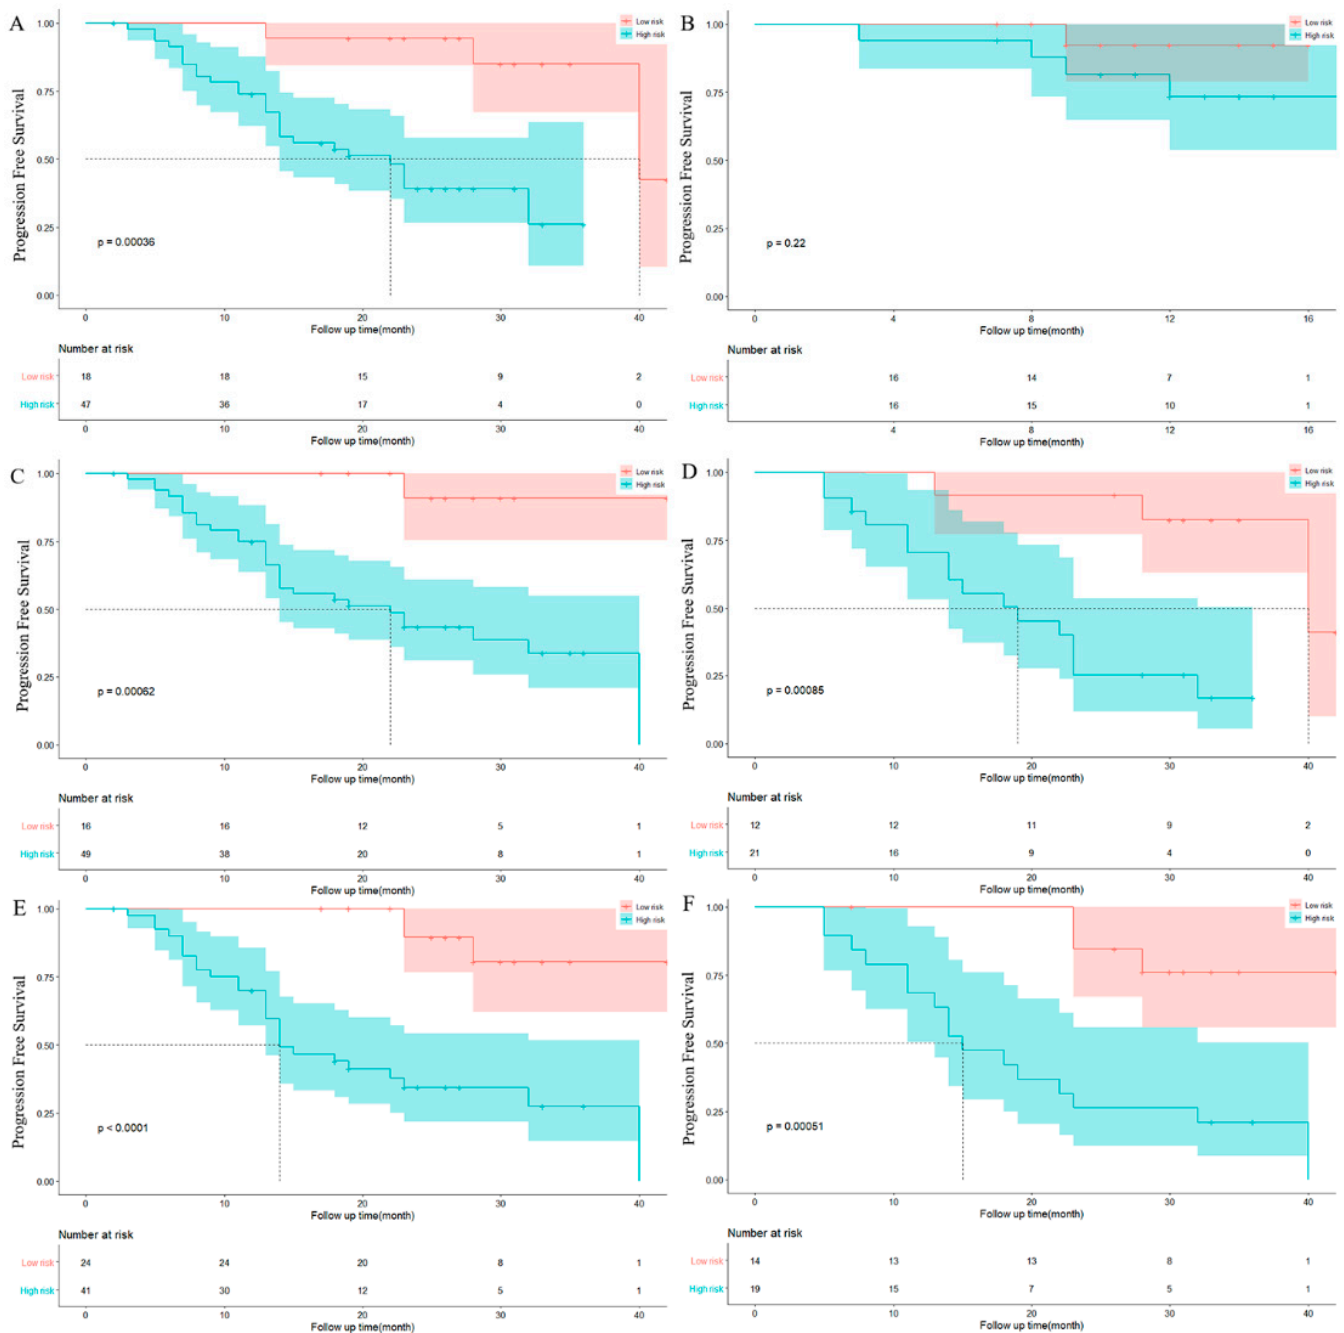 A
Low risk
High risk
Progression Free Survival
1.00
0.75
0.50
0.25
0.00
p = 0.00036
0 10 20 30 40
Follow up time(month)
Number at risk
Low risk 18 18 15 9 2
High risk 47 36 17 4 0
0 10 20 30 40
Follow up time(month)
B
Low risk
High risk
Progression Free Survival
1.00
0.75
0.50
0.25
0.00
p = 0.22
0 4 8 12 16
Follow up time(month)
Number at risk
Low risk 16 14 7 1
High risk 16 15 10 1
4 8 12 16
Follow up time(month)
C
Low risk
High risk
Progression Free Survival
1.00
0.75
0.50
0.25
0.00
p = 0.00062
0 10 20 30 40
Follow up time(month)
Number at risk
Low risk 16 16 12 5 1
High risk 49 38 20 8 1
0 10 20 30 40
Follow up time(month)
D
Low risk
High risk
Progression Free Survival
1.00
0.75
0.50
0.25
0.00
p = 0.00085
0 10 20 30 40
Follow up time(month)
Number at risk
Low risk 12 12 11 9 2
High risk 21 16 9 4 0
0 10 20 30 40
Follow up time(month)
E
Low risk
High risk
Progression Free Survival
1.00
0.75
0.50
0.25
0.00
p < 0.0001
0 10 20 30 40
Follow up time(month)
Number at risk
Low risk 24 24 20 8 1
High risk 41 30 12 5 1
0 10 20 30 40
Follow up time(month)
F
Low risk
High risk
Progression Free Survival
1.00
0.75
0.50
0.25
0.00
p = 0.00051
0 10 20 30 40
Follow up time(month)
Number at risk
Low risk 14 13 13 8 1
High risk 19 15 7 5 1
0 10 20 30 40
Follow up time(month)